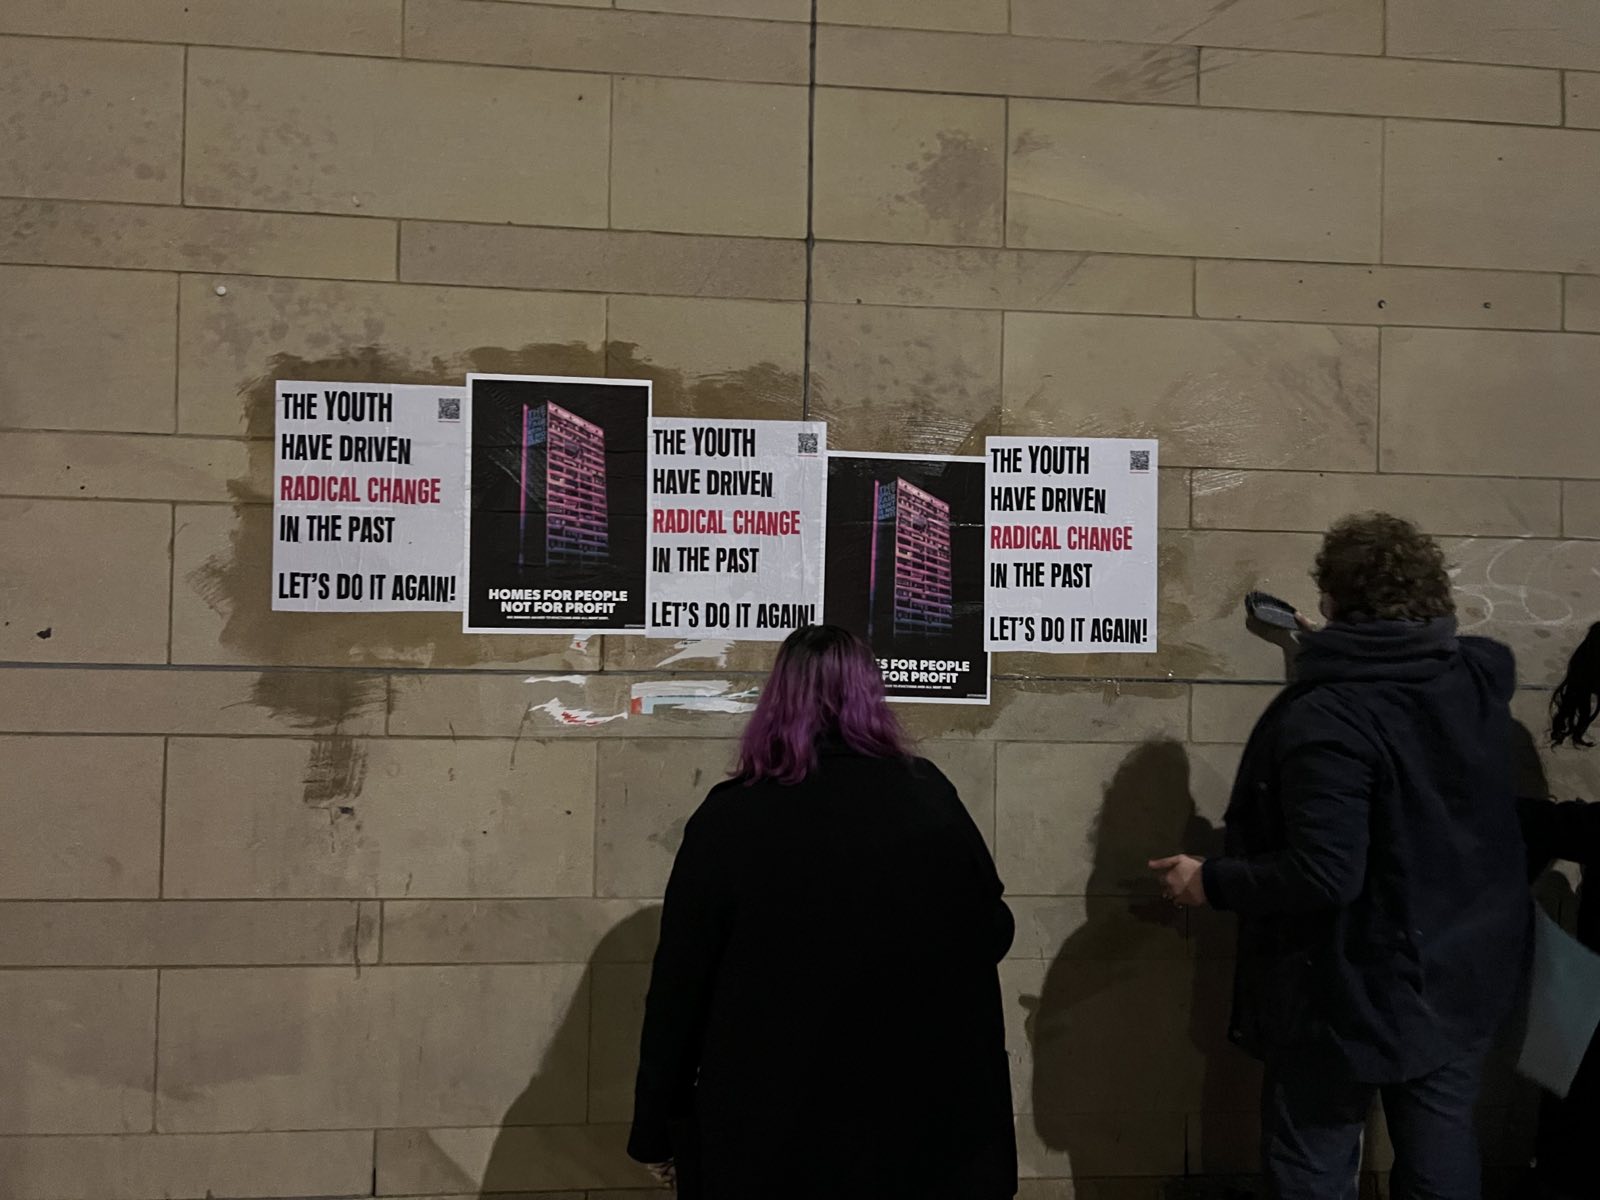 THE YOUTH
HAVE DRIVEN
RADICAL CHANGE
IN THE PAST
LET'S DO IT AGAIN!
HOMES FOR PEOPLE
NOT FOR PROFIT
THE YOUTH
HAVE DRIVEN
RADICAL CHANGE
IN THE PAST
LET'S DO IT AGAIN!
ES FOR PEOPLE
FOR PROFIT
THE YOUTH
HAVE DRIVEN
RADICAL CHANGE
IN THE PAST
LET'S DO IT AGAIN!